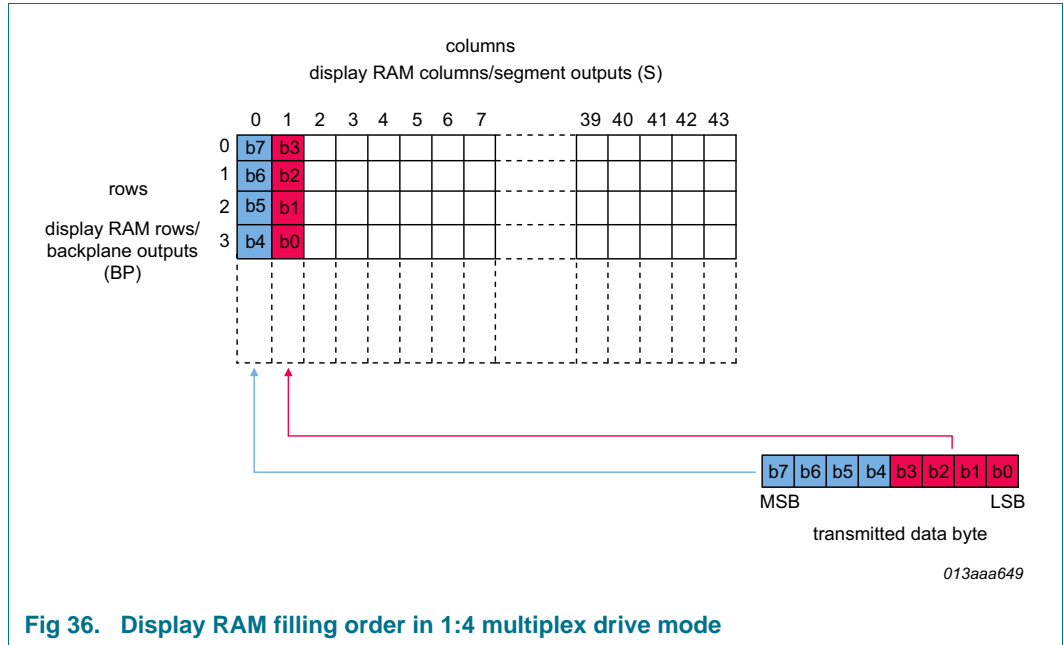 columns
display RAM columns/segment outputs (S)
0 1 2 3 4 5 6 7 39 40 41 42 43
0 b7 b3
1 b6 b2
rows
2 b5 b1
display RAM rows/
backplane outputs
(BP)
3 b4 b0
b7 b6 b5 b4 b3 b2 b1 b0
MSB LSB
transmitted data byte
013aaa649
Fig 36. Display RAM filling order in 1:4 multiplex drive mode